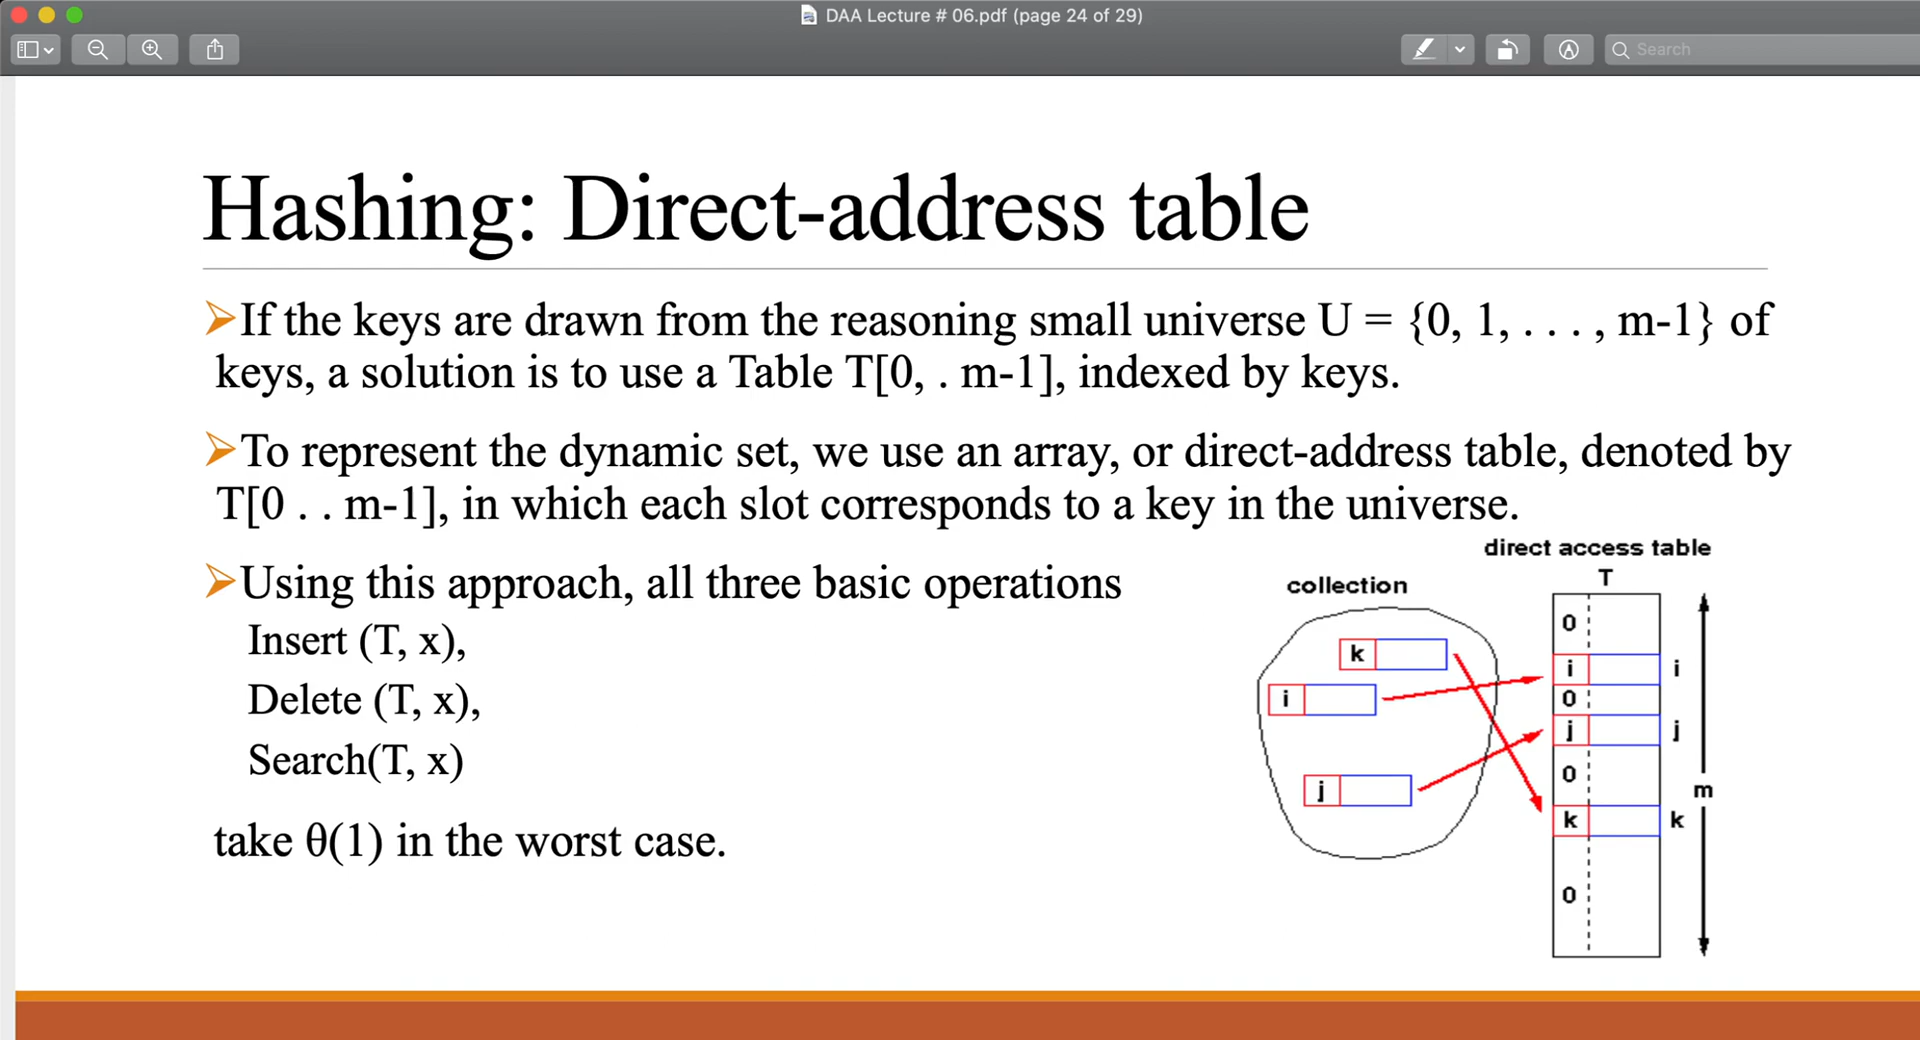 DAA Lecture # 06.pdf (page 24 of 29)
Search
Hashing: Direct-address table
➢If the keys are drawn from the reasoning small universe U = {0, 1, . . . , m-1} of
keys, a solution is to use a Table T[0, . m-1], indexed by keys.
➢To represent the dynamic set, we use an array, or direct-address table, denoted by
T[0 . . m-1], in which each slot corresponds to a key in the universe.
➢Using this approach, all three basic operations
Insert (T, x),
Delete (T, x),
Search(T, x)
take θ(1) in the worst case.
direct access table
collection
T
0
k
i
i i
0
j j
j
0
m
k k
0